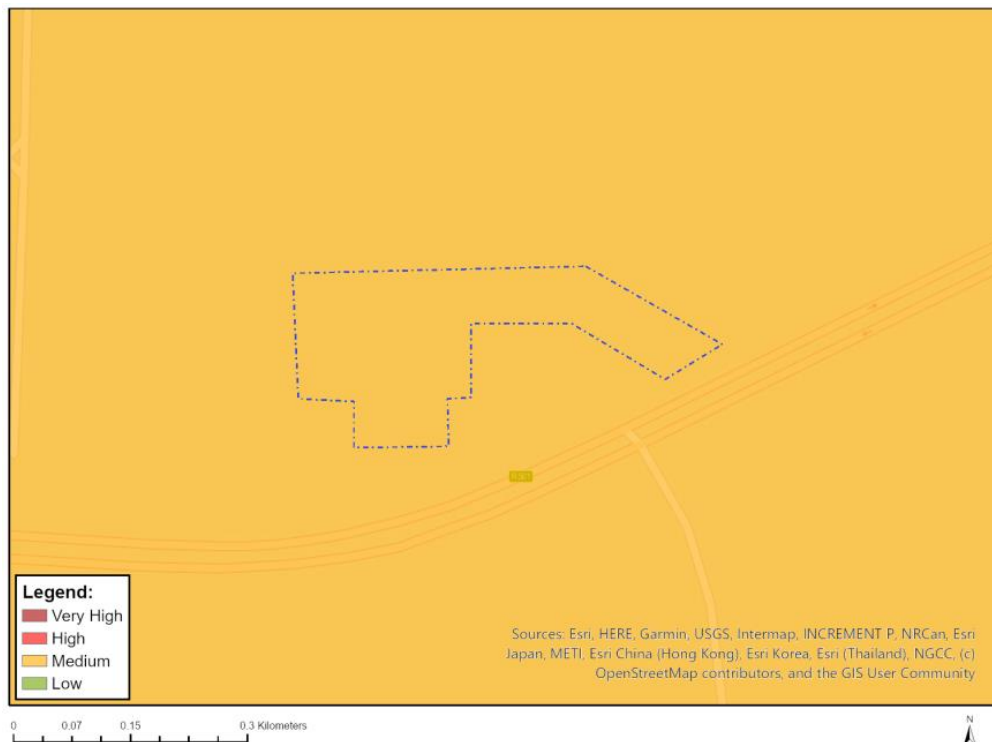 Legend:
Very High
High
Medium
Low
Sources: Esri, HERE, Garmin, USGS, Intermap, INCREMENT P, NRCan, Esri
Japan, METI, Esri China (Hong Kong), Esri Korea, Esri (Thailand), NGCC, (c)
OpenStreetMap contributors, and the GIS User Community
0 0.07 0.15 0.3 Kilometers
N